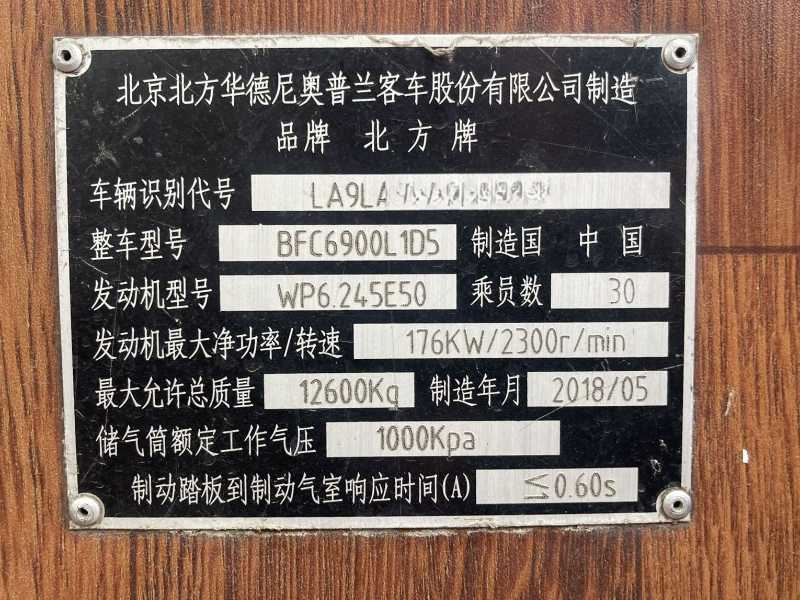 北京北方华德尼奥普兰客车股份有限公司制造
品牌 北方牌
车辆识别代号 LA9LA
整车型号 BFC6900L1D5 制造国 中国
发动机型号 WP6.245E50 乘员数 30
发动机最大净功率/转速 176KW/2300r/min
最大允许总质量 12600Kg 制造年月 2018/05
储气筒额定工作气压 1000Kpa
制动踏板到制动气室响应时间(A) ≤0.60s